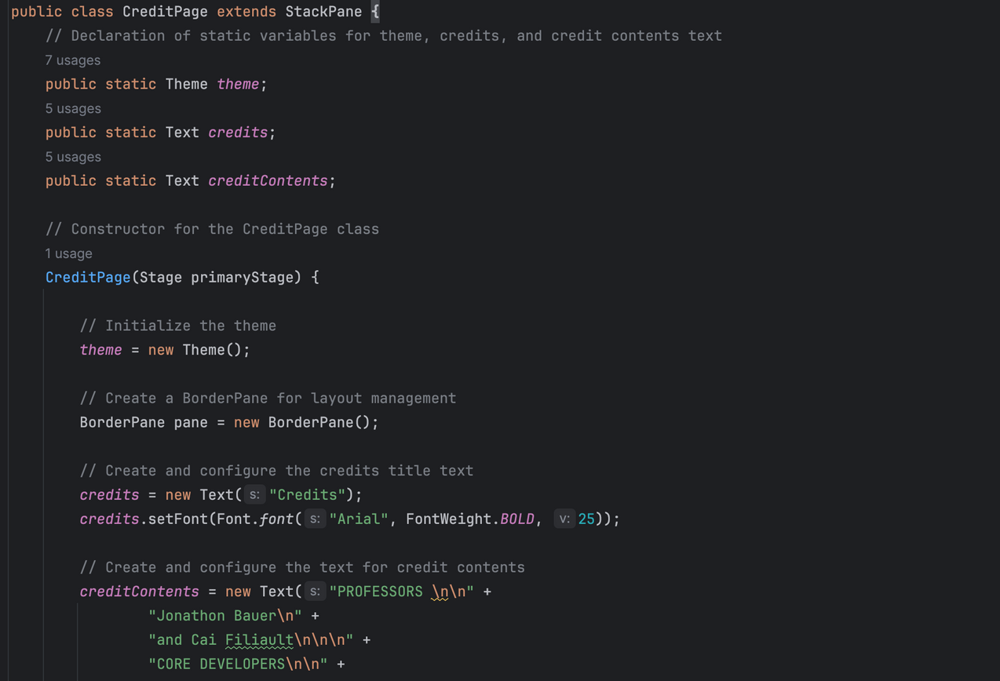 public class CreditPage extends StackPane {
// Declaration of static variables for theme, credits, and credit contents text
7 usages
public static Theme theme;
5 usages
public static Text credits;
5 usages
public static Text creditContents;
// Constructor for the CreditPage class
1 usage
CreditPage(Stage primaryStage) {
// Initialize the theme
theme = new Theme();
// Create a BorderPane for layout management
BorderPane pane = new BorderPane();
// Create and configure the credits title text
credits = new Text( s: "Credits");
credits.setFont(Font.font( s: "Arial", FontWeight.BOLD, v: 25));
// Create and configure the text for credit contents
creditContents = new Text( s: "PROFESSORS \n\n" +
"Jonathon Bauer\n" +
"and Cai Filiault\n\n\n" +
"CORE DEVELOPERS\n\n" +